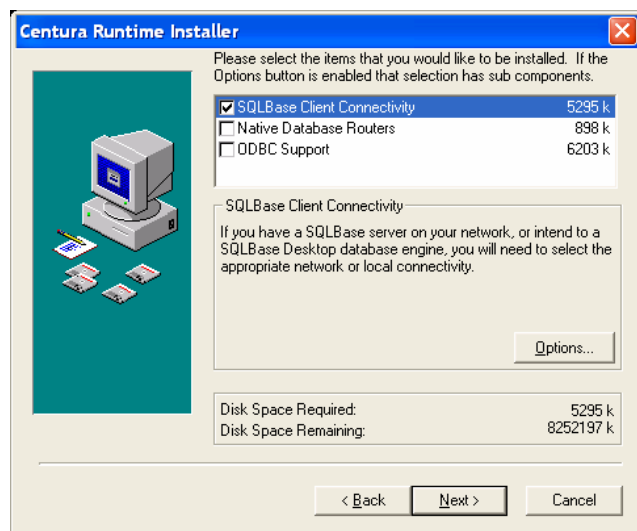 Centura Runtime Installer
Please select the items that you would like to be installed. If the
Options button is enabled that selection has sub components.
SQLBase Client Connectivity 5295 k
Native Database Routers 898 k
ODBC Support 6203 k
SQLBase Client Connectivity
If you have a SQLBase server on your network, or intend to a
SQLBase Desktop database engine, you will need to select the
appropriate network or local connectivity.
Options...
Disk Space Required: 5295 k
Disk Space Remaining: 8252197 k
< Back Next > Cancel